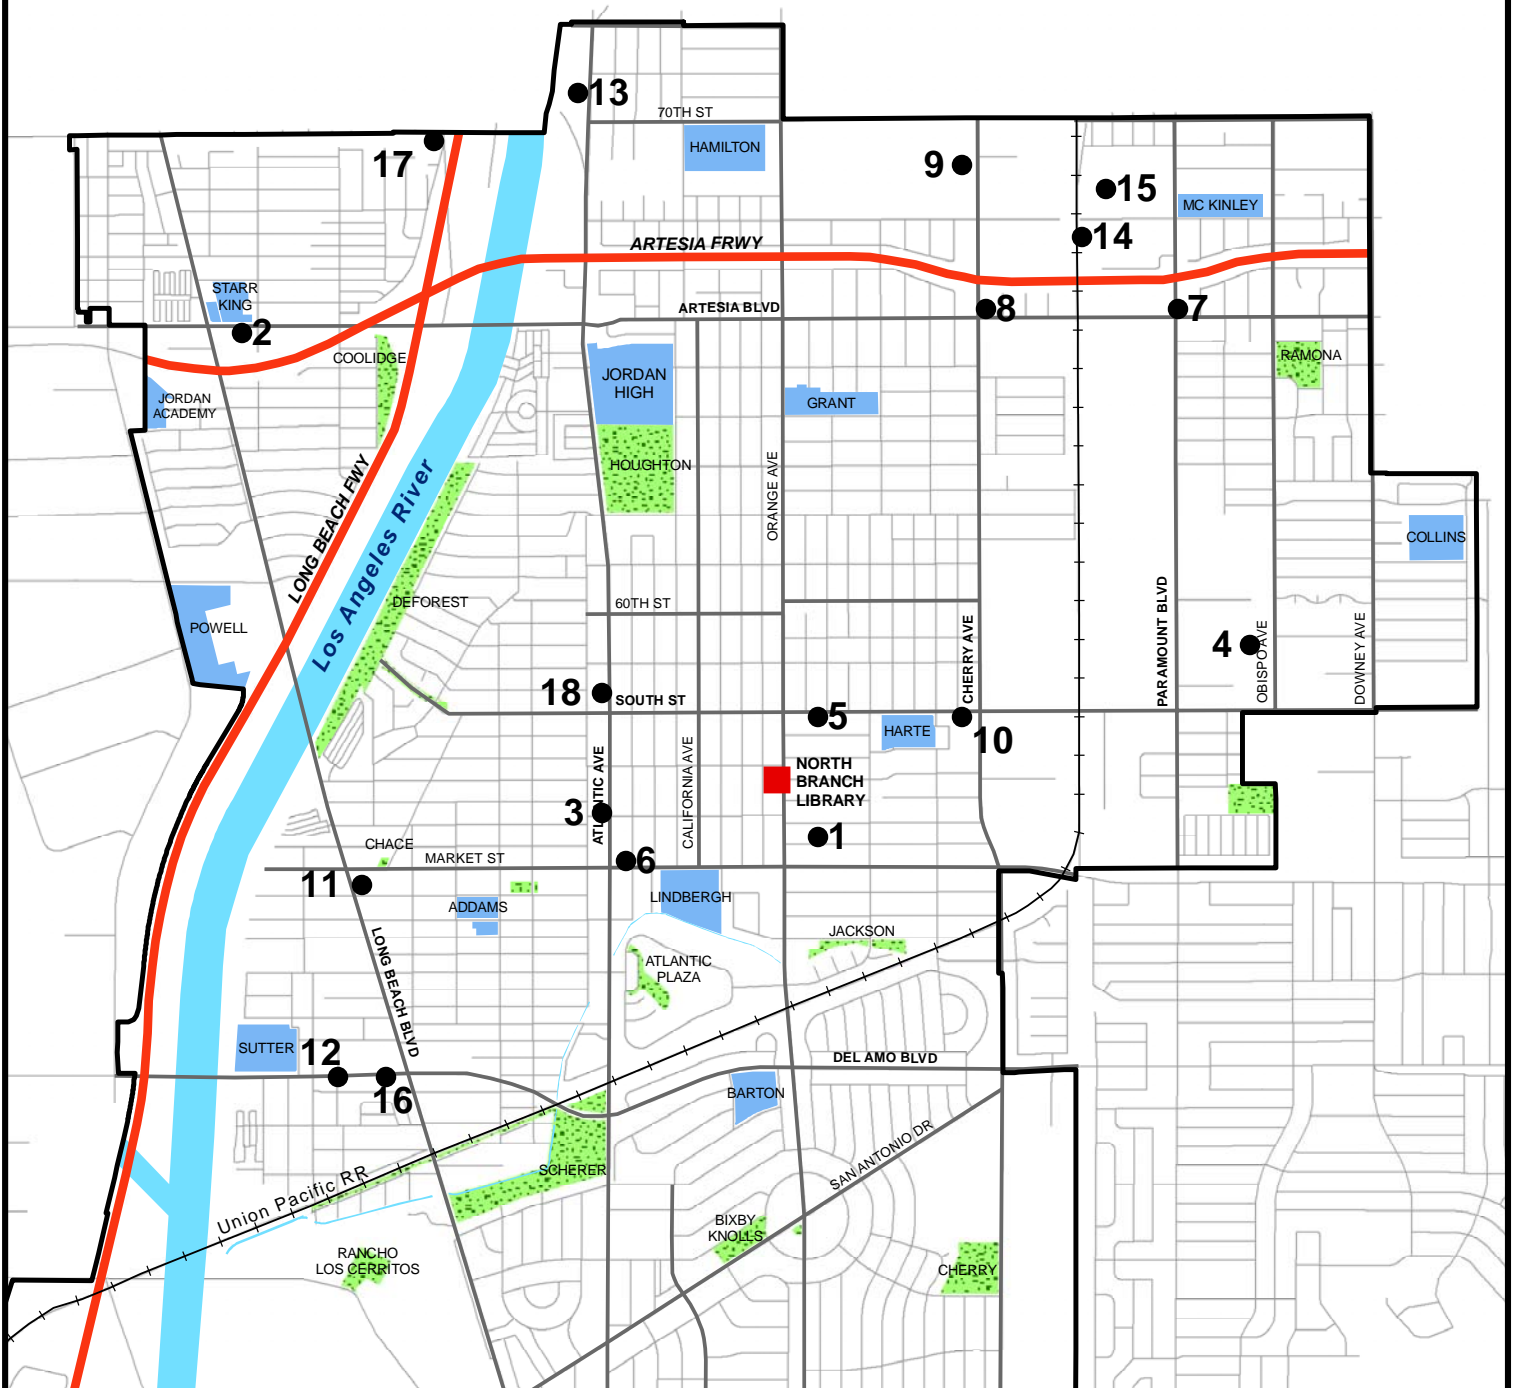 13
70TH ST
HAMILTON
17
9
15
MC KINLEY
14
ARTESIA FRWY
STARR
KING
ARTESIA BLVD
8
7
2
COOLIDGE
RAMONA
JORDAN
HIGH
JORDAN
ACADEMY
GRANT
HOUGHTON
ORANGE AVE
LONG BEACH FWY
Los Angeles River
COLLINS
DEFOREST
60TH ST
POWELL
CHERRY AVE
PARAMOUNT BLVD
4
OBISPO AVE
DOWNEY AVE
18
SOUTH ST
5
HARTE
10
ATLANTIC AVE
CALIFORNIA AVE
NORTH
BRANCH
LIBRARY
3
1
CHACE
MARKET ST
6
11
ADDAMS
LINDBERGH
JACKSON
LONG BEACH BLVD
ATLANTIC
PLAZA
SUTTER
12
16
DEL AMO BLVD
BARTON
SAN ANTONIO DR
SCHERER
Union Pacific RR
BIXBY
KNOLLS
RANCHO
LOS CERRITOS
CHERRY